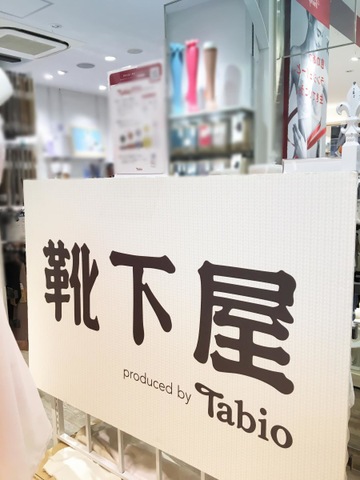 靴下屋
produced by Tabio